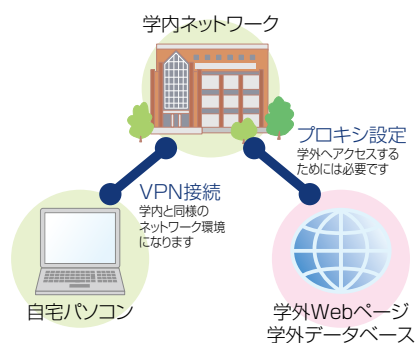 学内ネットワーク
プロキシ設定
学外へアクセスする
ためには必要です
VPN接続
学内と同様の
ネットワーク環境
になります
自宅パソコン
学外Webページ
学外データベース